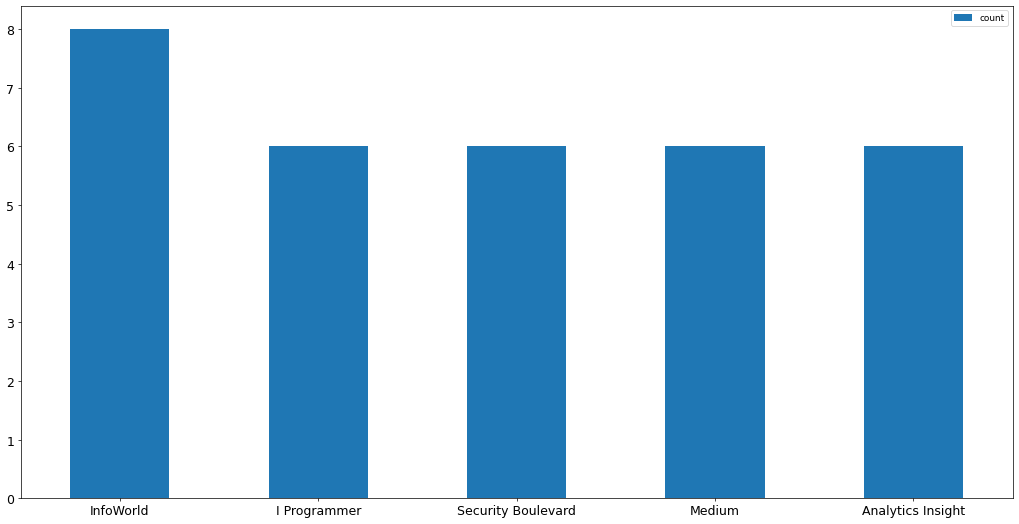 count
8
7
6
5
4
3
2
1
0
InfoWorld
I Programmer
Security Boulevard
Medium
Analytics Insight